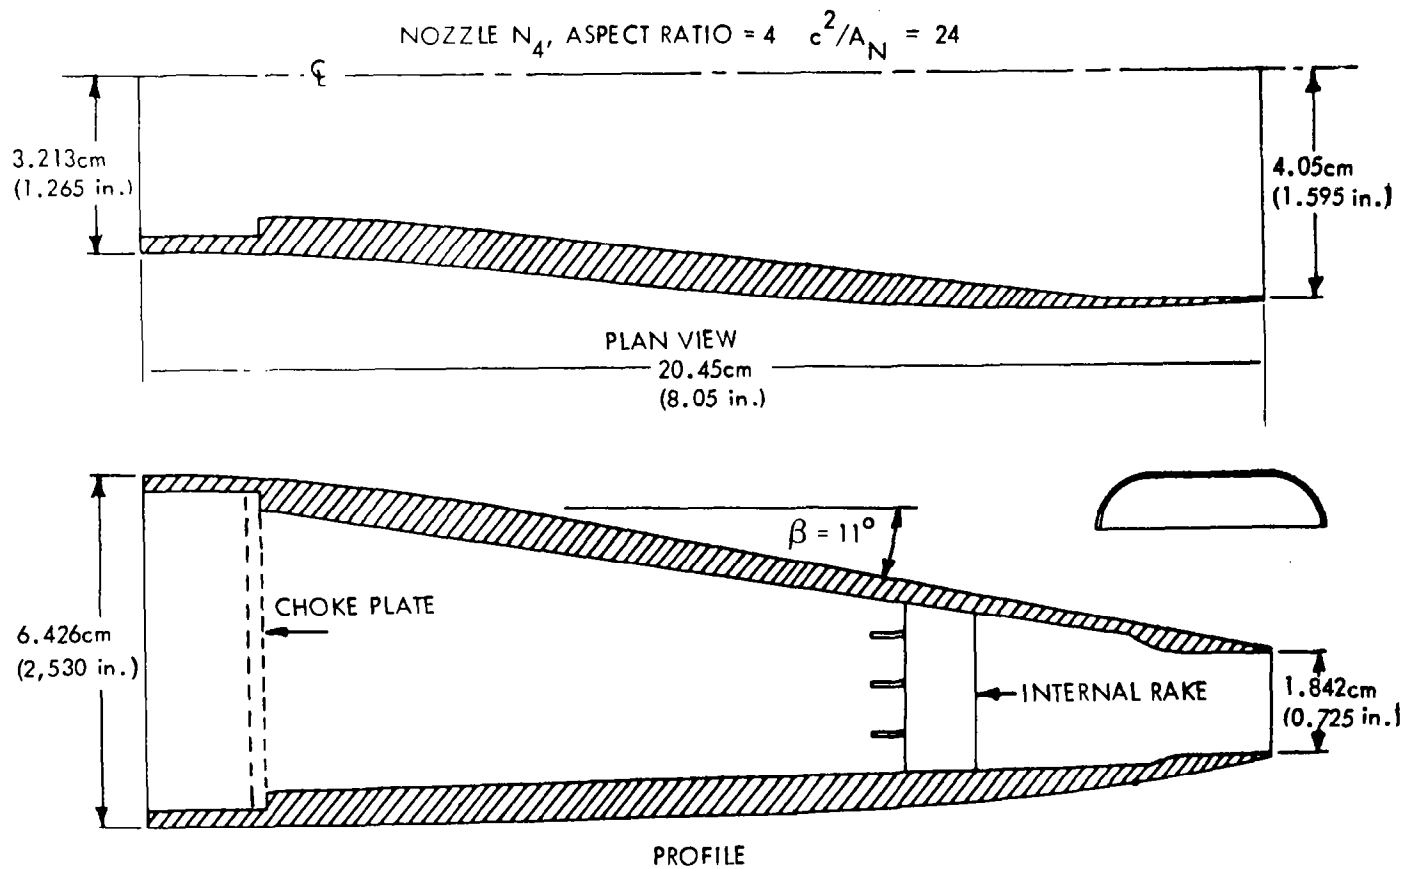 NOZZLE N4, ASPECT RATIO = 4 c2/AN = 24
℄
3.213cm
(1.265 in.)
4.05cm
(1.595 in.)
PLAN VIEW
20.45cm
(8.05 in.)
β = 11°
CHOKE PLATE
6.426cm
(2,530 in.)
INTERNAL RAKE
1.842cm
(0.725 in.)
PROFILE